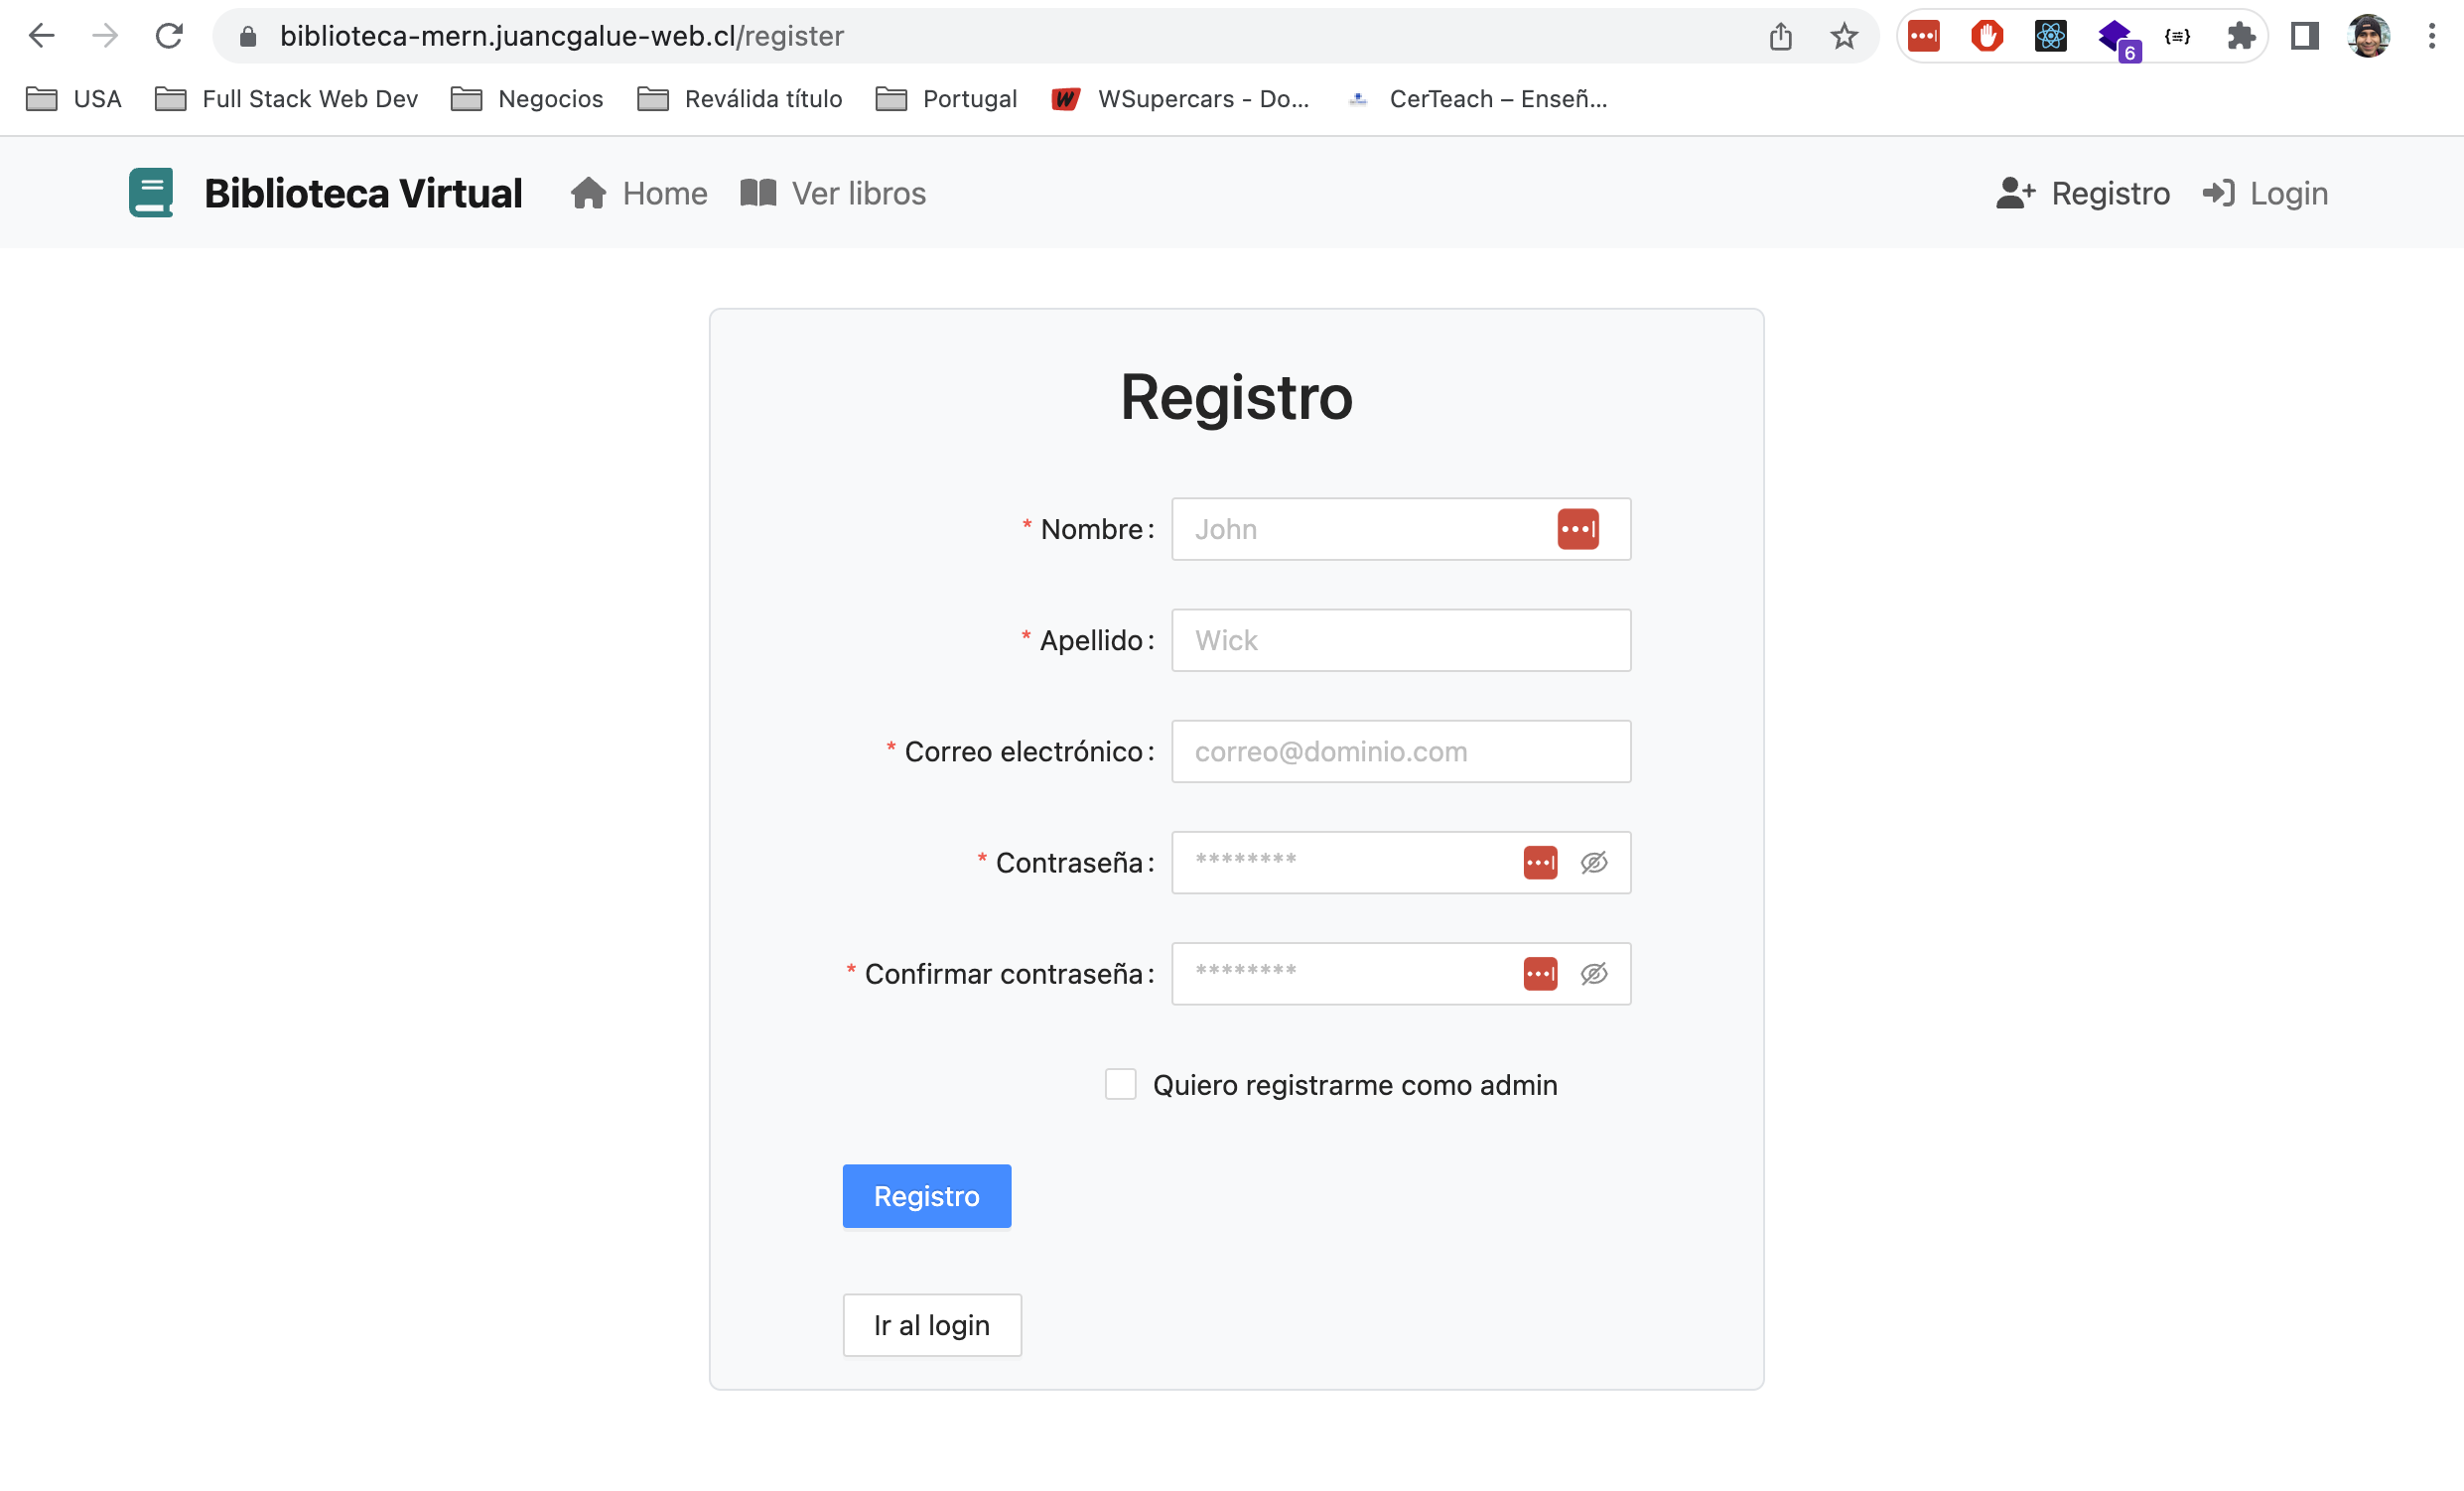 biblioteca-mern.juancgalue-web.cl/register
6
USA Full Stack Web Dev Negocios Reválida título Portugal WSupercars - Do... CerTeach – Enseñ...
Biblioteca Virtual Home Ver libros Registro Login
Registro
* Nombre: John
* Apellido: Wick
* Correo electrónico: correo@dominio.com
* Contraseña: ********
* Confirmar contraseña: ********
Quiero registrarme como admin
Registro
Ir al login